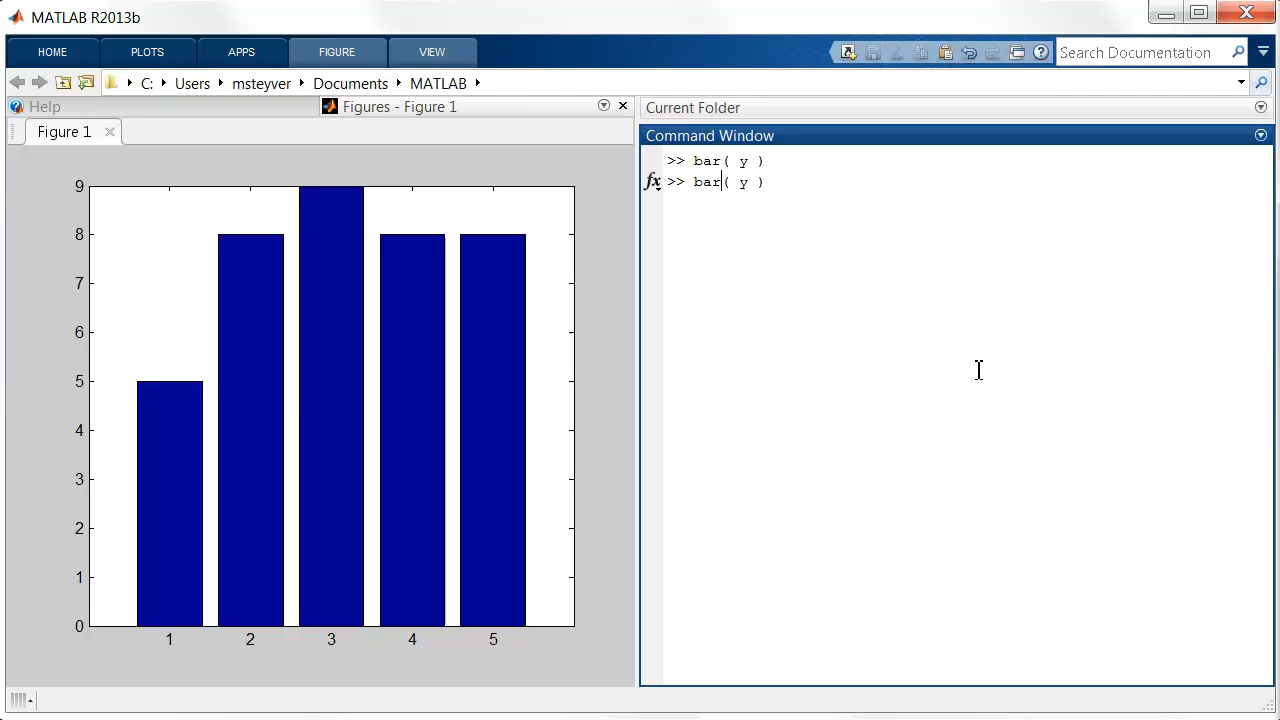 MATLAB R2013b
HOME PLOTS APPS FIGURE VIEW Search Documentation
C: Users msteyver Documents MATLAB
Help Figures - Figure 1 Current Folder
Figure 1 Command Window
>> bar( y )
fx >> bar( y )
9
8
7
6
5
4
3
2
1
0
1 2 3 4 5